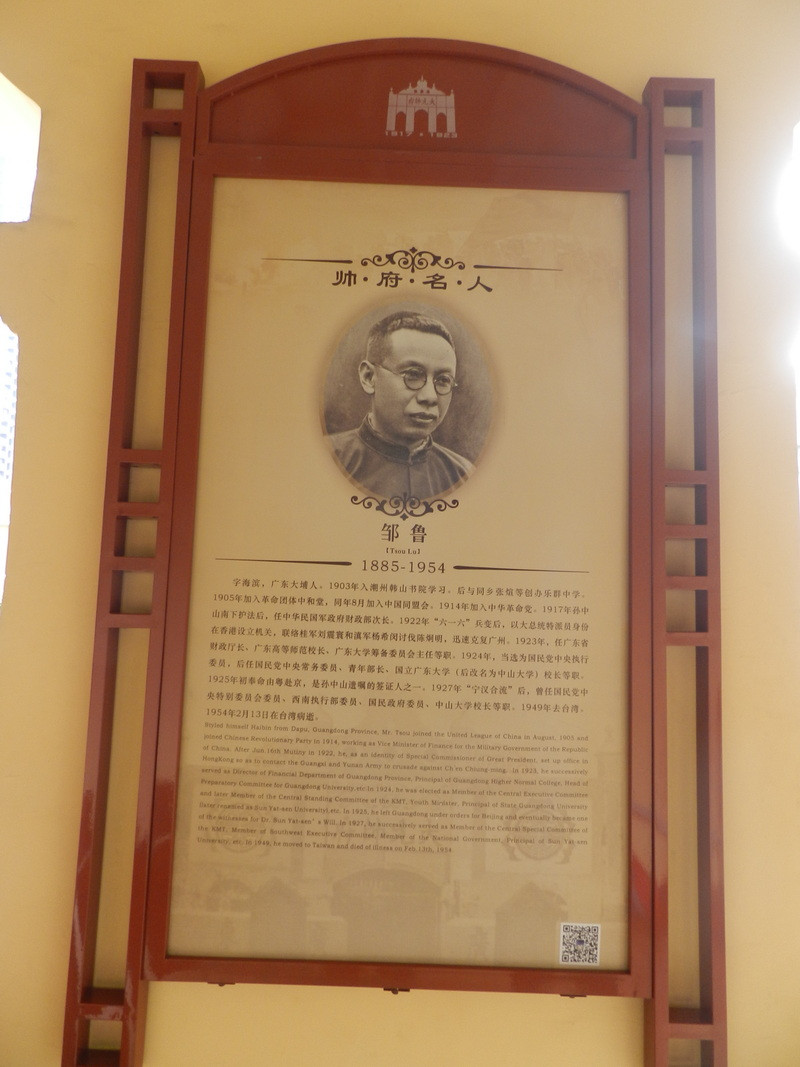 1917 • 1923
帅·府·名·人
邹鲁
【Tsou Lu】
1885-1954
字海滨，广东大埔人。1903年入潮州韩山书院学习。后与同乡张煊等创办乐群中学。
1905年加入革命团体中和堂，同年8月加入中国同盟会。1914年加入中华革命党。1917年孙中
山南下护法后，任中华民国军政府财政部次长。1922年“六一六”兵变后，以大总统特派员身份
在香港设立机关，联络桂军刘震寰和滇军杨希闵讨伐陈炯明，迅速克复广州。1923年，任广东省
财政厅长、广东高等师范校长、广东大学筹备委员会主任等职。1924年，当选为国民党中央执行
委员，后任国民党中央常务委员、青年部长、国立广东大学（后改名为中山大学）校长等职。
1925年初奉命由粤赴京，是孙中山遗嘱的签证人之一。1927年“宁汉合流”后，曾任国民党中
央特别委员会委员、西南执行部委员、国民政府委员、中山大学校长等职。1949年去台湾。
1954年2月13日在台湾病逝。
Styled himself Haibin from Dapu, Guangdong Province, Mr. Tsou joined the United League of China in August, 1905 and
joined Chinese Revolutionary Party in 1914, working as Vice Minister of Finance for the Military Government of the Republic
of China. After Jun 16th Mutiny in 1922, he, as an identity of Special Commissioner of Great President, set up office in
HongKong so as to contact the Guangxi and Yunan Army to crusade against Ch'en Chiung-ming. In 1923, he successively
served as Director of Financial Department of Guangdong Province, Principal of Guangdong Higher Normal College, Head of
Preparatory Committee for Guangdong University, etc. In 1924, he was elected as Member of the Central Executive Committee
and later Member of the Central Standing Committee of the KMT, Youth Minister, Principal of State Guangdong University
(later renamed as Sun Yat-sen University), etc. In 1925, he left Guangdong under orders for Beijing and eventually became one
of the witnesses for Dr. Sun Yat-sen's Will. In 1927, he successively served as Member of the Central Special Committee of
the KMT, Member of Southwest Executive Committee, Member of the National Government, Principal of Sun Yat-sen
University, etc. In 1949, he moved to Taiwan and died of illness on Feb 13th, 1954.